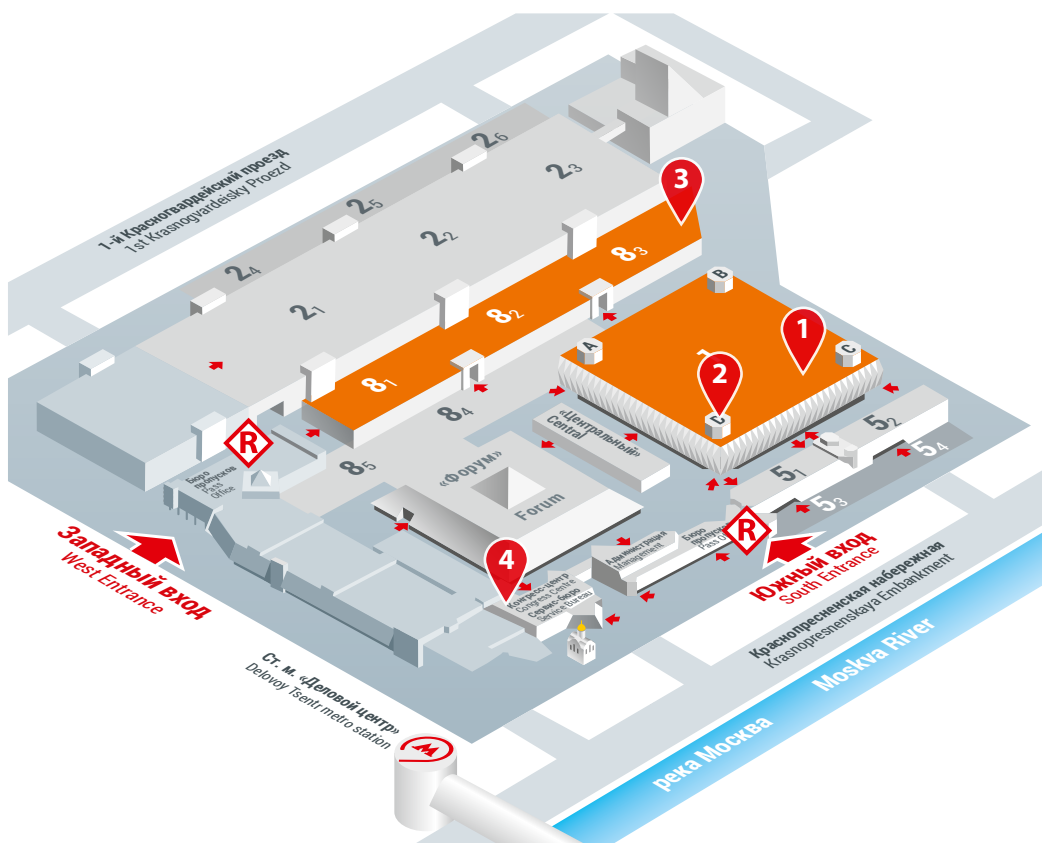 1-й Красногвардейский проезд
1st Krasnogvardeisky Proezd
2₆
2₅
2₄
2₃
2₂
2₁
3
8₃
8₂
8₁
8₄
8₅
B
A
C
D
1
2
«Центральный»
Central
5₂
5₄
5₁
5₃
R
Бюро
пропусков
Pass
Office
«Форум»
Forum
Западный вход
West Entrance
4
Конгресс-центр
Congress Centre
Сервис-бюро
Service Bureau
Администрация
Management
Бюро
R
Южный вход
South Entrance
Краснопресненская набережная
Krasnopresnenskaya Embankment
Ст. м. «Деловой центр»
Delovoy Tsentr metro station
М
река Москва
Moskva River